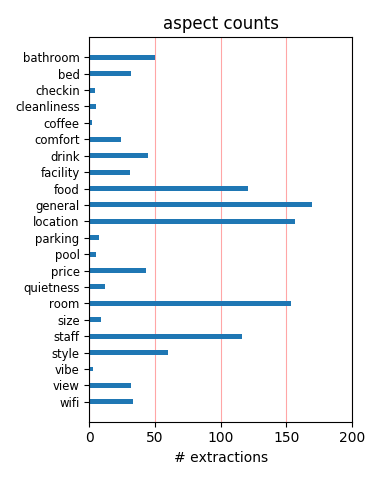 aspect counts
bathroom
bed
checkin
cleanliness
coffee
comfort
drink
facility
food
general
location
parking
pool
price
quietness
room
size
staff
style
vibe
view
wifi
0 50 100 150 200
# extractions